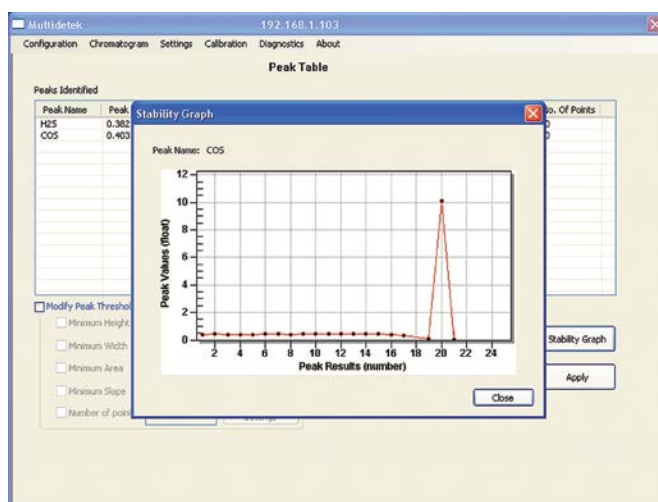 Multidetek 192.168.1.103
Configuration Chromatogram Settings Calibration Diagnostics About
Peak Table
Peaks Identified
Peak Name Peak No. Of Points
H2S 0.382
COS 0.403
Stability Graph
Peak Name: COS
12
10
8
6
4
2
0
Peak Values (float)
2 4 6 8 10 12 14 16 18 20 22 24
Peak Results (number)
Close
Modify Peak Threshol
Minimum Height
Minimum Width
Minimum Area
Minimum Slope
Number of poin
Stability Graph
Apply